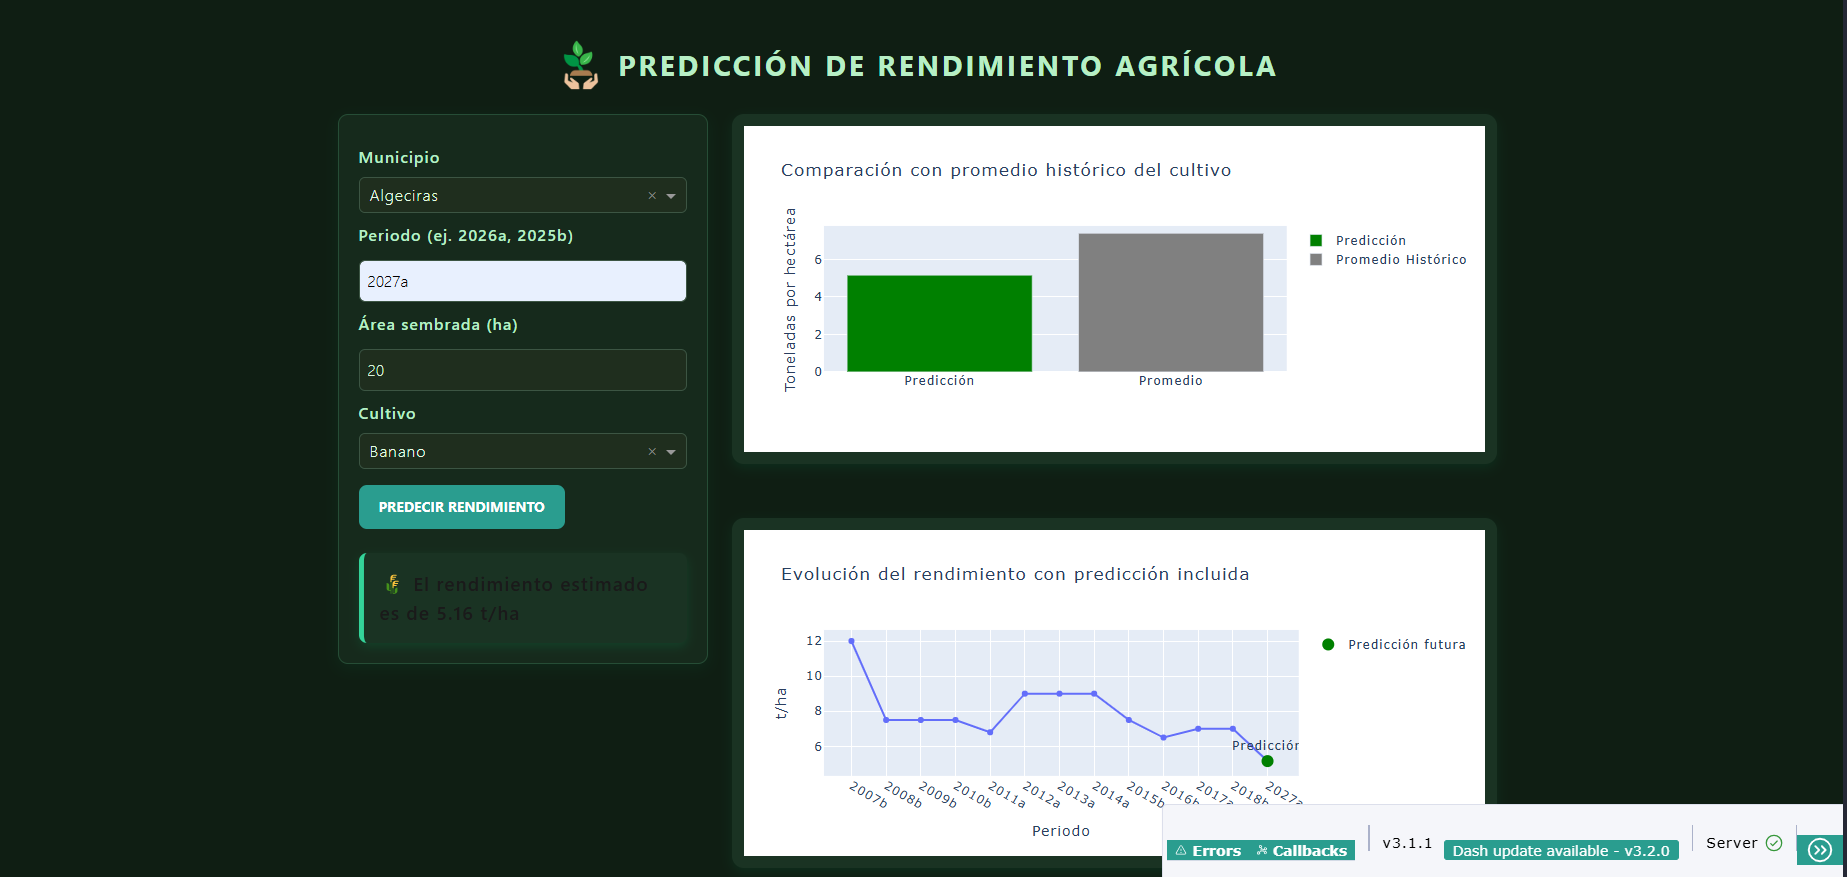 PREDICCIÓN DE RENDIMIENTO AGRÍCOLA
Municipio
Algeciras
Periodo (ej. 2026a, 2025b)
2027a
Área sembrada (ha)
20
Cultivo
Banano
PREDECIR RENDIMIENTO
El rendimiento estimado
es de 5.16 t/ha
Comparación con promedio histórico del cultivo
Toneladas por hectárea
6
4
2
0
Predicción
Promedio
Predicción
Promedio Histórico
Evolución del rendimiento con predicción incluida
t/ha
12
10
8
6
Predicción
2007b
2008b
2009b
2010b
2011a
2012a
2013a
2014a
2015b
2016b
2017a
2018b
2027a
Periodo
Predicción futura
Errors
Callbacks
v3.1.1
Dash update available - v3.2.0
Server